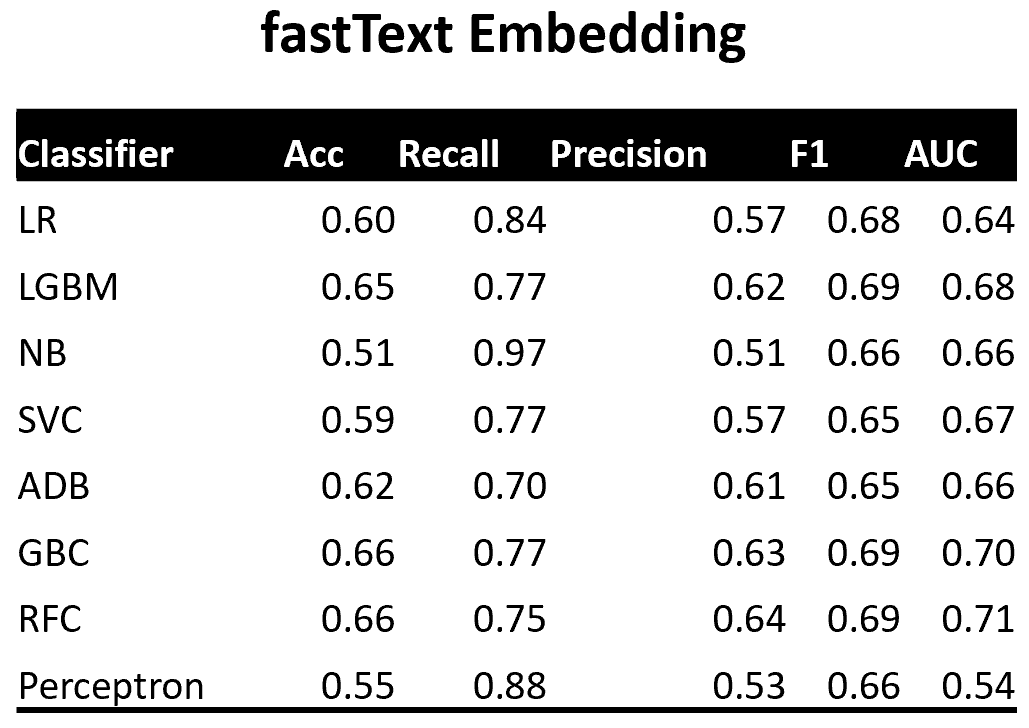 fastText Embedding
Classifier Acc Recall Precision F1 AUC
LR 0.60 0.84 0.57 0.68 0.64
LGBM 0.65 0.77 0.62 0.69 0.68
NB 0.51 0.97 0.51 0.66 0.66
SVC 0.59 0.77 0.57 0.65 0.67
ADB 0.62 0.70 0.61 0.65 0.66
GBC 0.66 0.77 0.63 0.69 0.70
RFC 0.66 0.75 0.64 0.69 0.71
Perceptron 0.55 0.88 0.53 0.66 0.54